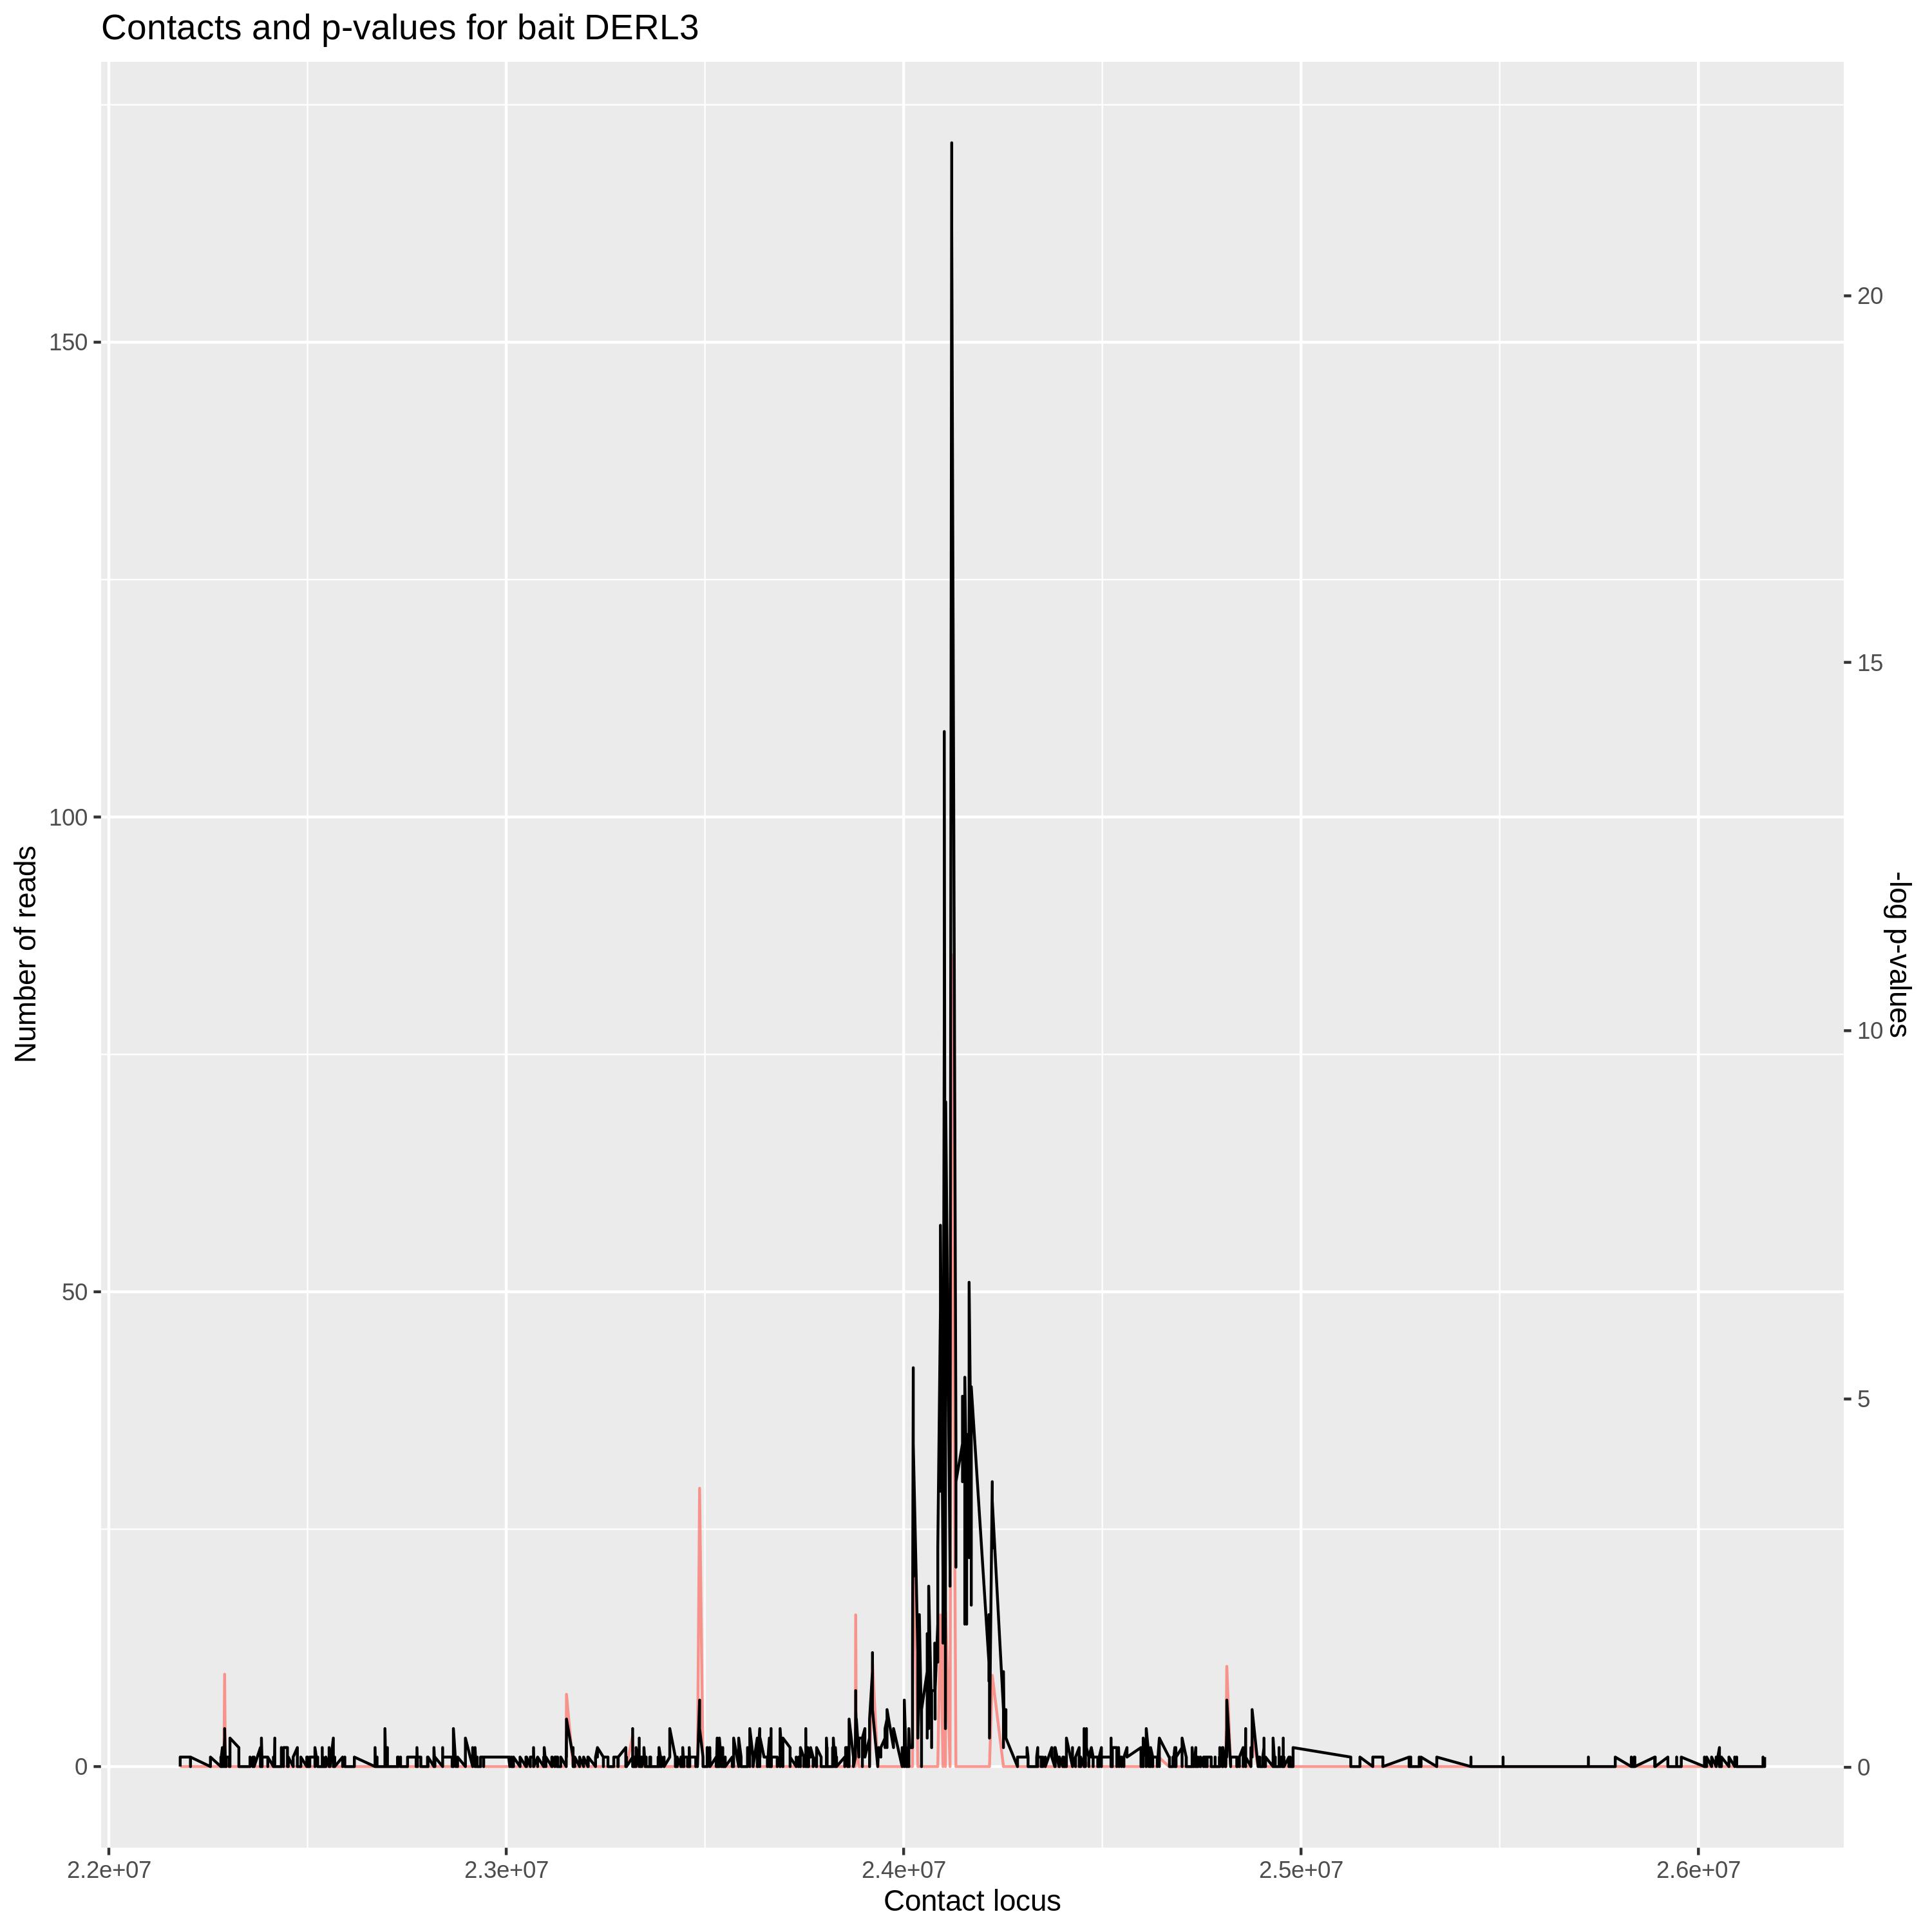 Contacts and p-values for bait DERL3
150
100
50
0
Number of reads
20
15
10
5
0
-log p-values
2.2e+07
2.3e+07
2.4e+07
2.5e+07
2.6e+07
Contact locus